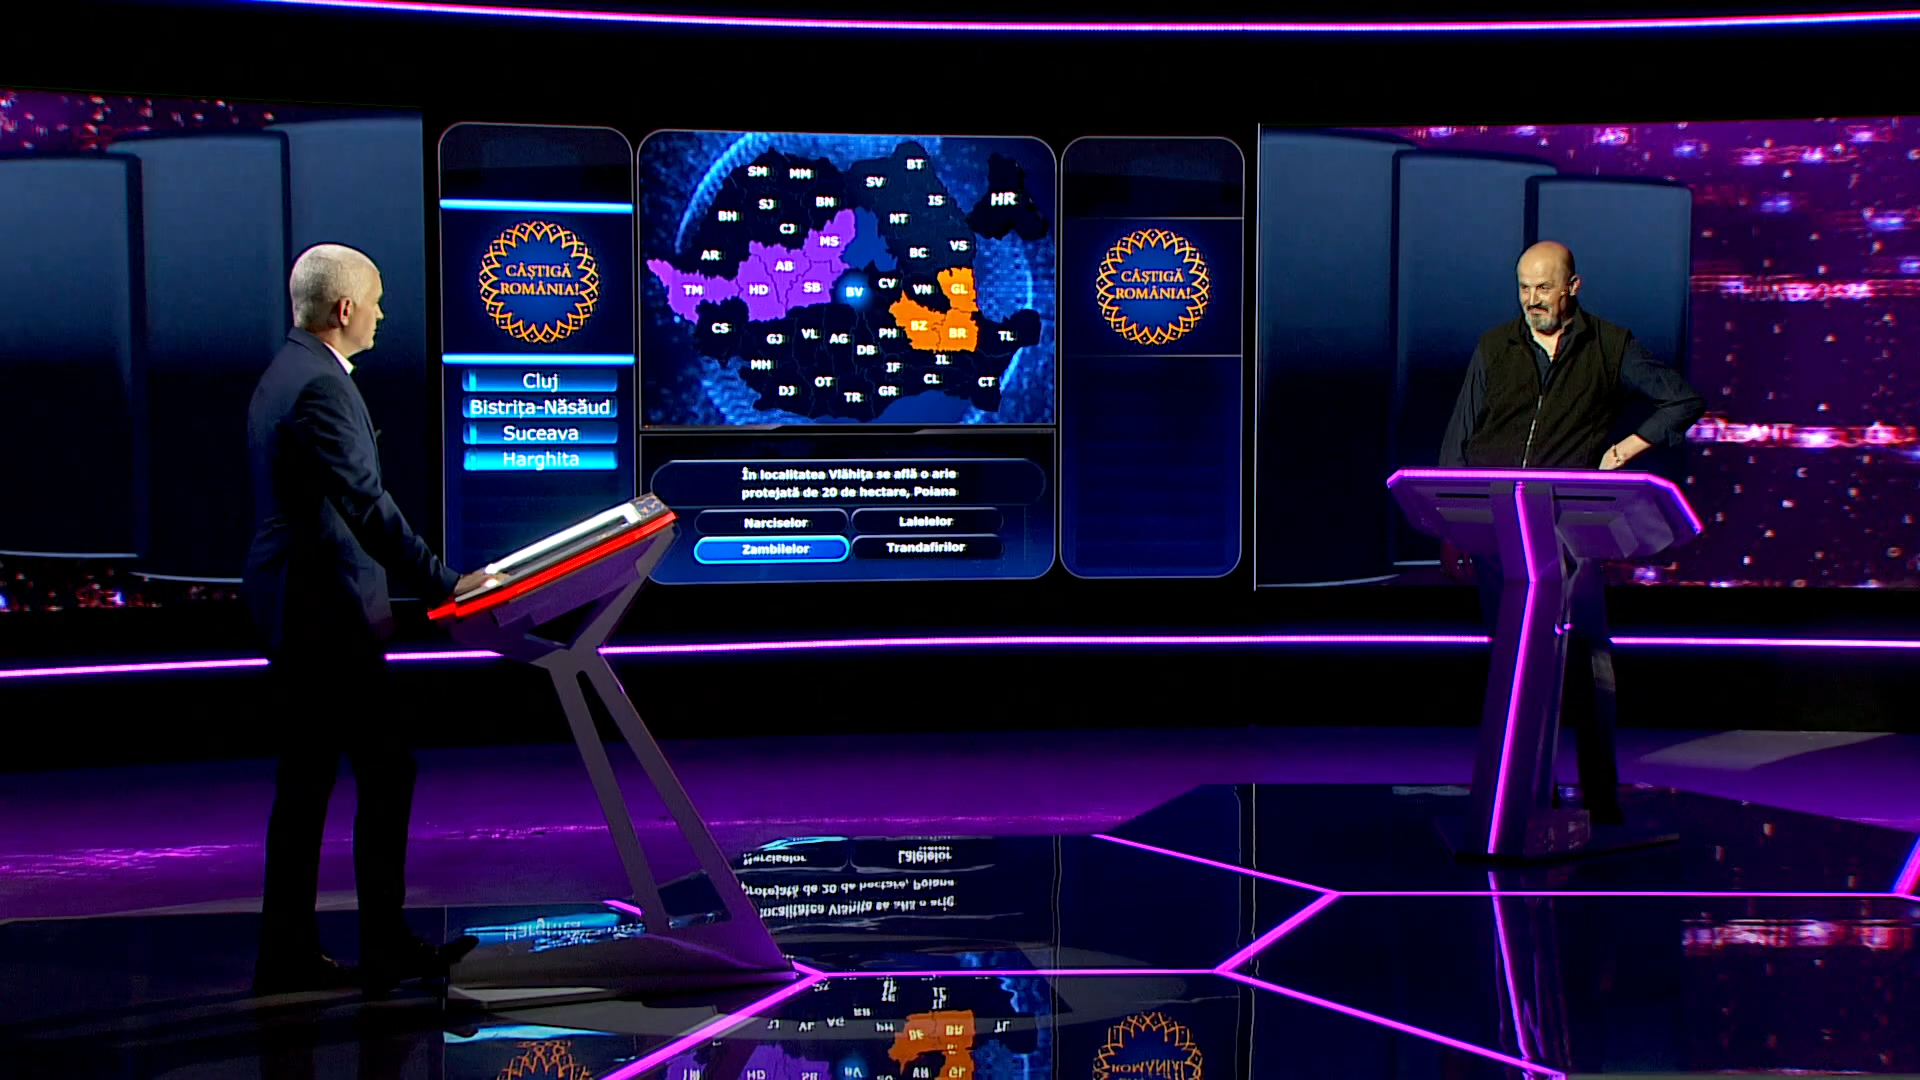 CÂȘTIGĂ
ROMÂNIA!
Cluj
Bistrița-Năsăud
Suceava
Harghita
SM
MM
BT
SV
SJ
BN
IS
HR
BH
CJ
NT
MS
VS
AR
AB
BC
TM
HD
SB
BV
CV
VN
GL
CS
GJ
VL
AG
PH
BZ
BR
TL
DB
MH
IF
IL
DJ
OT
TR
GR
CL
CT
În localitatea Vlăhița se află o arie
protejată de 20 de hectare, Poiana
Narciselor
Lalelelor
Zambilelor
Trandafirilor
CÂȘTIGĂ
ROMÂNIA!